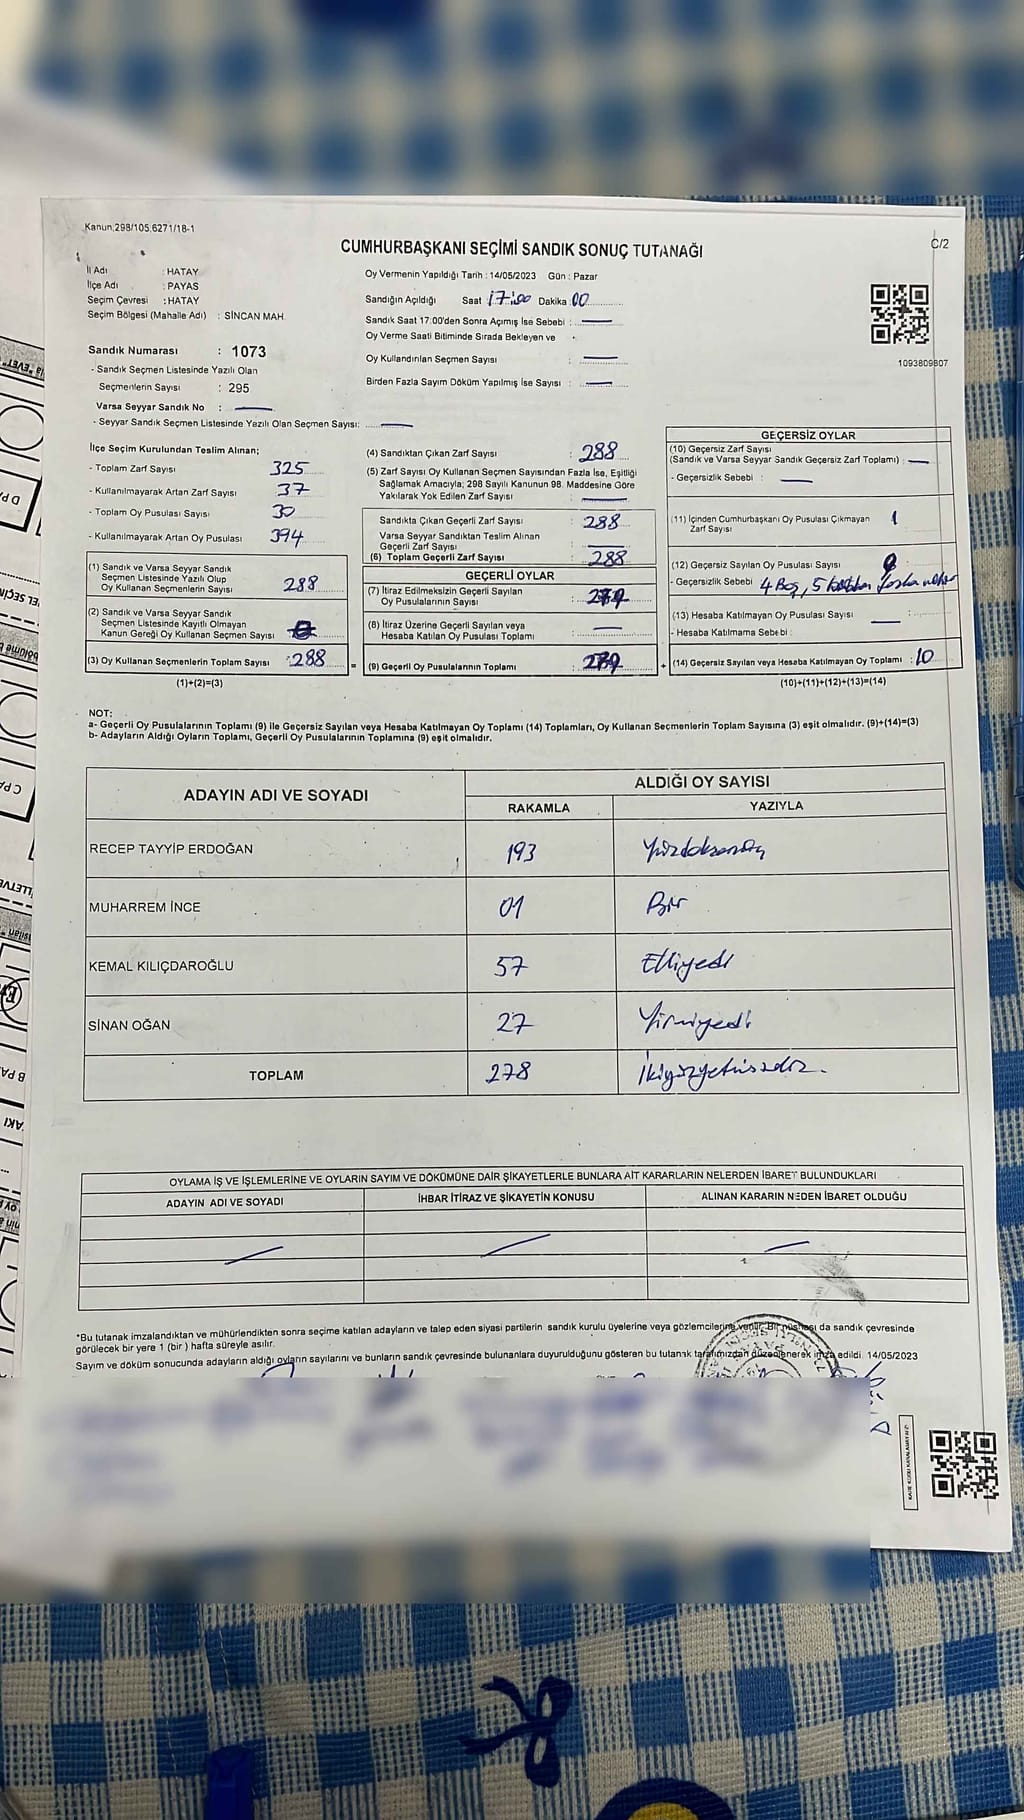 Kanun:298/105.6271/18-1
C/2
CUMHURBAŞKANI SEÇİMİ SANDIK SONUÇ TUTANAĞI
İl Adı : HATAY
İlçe Adı : PAYAS
Seçim Çevresi : HATAY
Seçim Bölgesi (Mahalle Adı) : SİNCAN MAH.
Sandık Numarası : 1073
- Sandık Seçmen Listesinde Yazılı Olan
Seçmenlerin Sayısı : 295
Varsa Seyyar Sandık No :
- Seyyar Sandık Seçmen Listesinde Yazılı Olan Seçmen Sayısı:
Oy Vermenin Yapıldığı Tarih : 14/05/2023 Gün : Pazar
Sandığın Açıldığı Saat 17:00 Dakika 00
Sandık Saat 17:00'den Sonra Açımış İse Sebebi :
Oy Verme Saati Bitiminde Sırada Bekleyen ve
Oy Kullandırılan Seçmen Sayısı :
Birden Fazla Sayım Döküm Yapılmış İse Sayısı :
1093809807
İlçe Seçim Kurulundan Teslim Alınan;
- Toplam Zarf Sayısı 325
- Kullanılmayarak Artan Zarf Sayısı 37
- Toplam Oy Pusulası Sayısı 30
- Kullanılmayarak Artan Oy Pusulası 394
(1) Sandık ve Varsa Seyyar Sandık
Seçmen Listesinde Yazılı Olup
Oy Kullanan Seçmenlerin Sayısı 288
(2) Sandık ve Varsa Seyyar Sandık
Seçmen Listesinde Kayıtlı Olmayan
Kanun Gereği Oy Kullanan Seçmen Sayısı
(3) Oy Kullanan Seçmenlerin Toplam Sayısı :288 =
(1)+(2)=(3)
(4) Sandıktan Çıkan Zarf Sayısı : 288
(5) Zarf Sayısı Oy Kullanan Seçmen Sayısından Fazla İse, Eşitliği
Sağlamak Amacıyla; 298 Sayılı Kanunun 98. Maddesine Göre
Yakılarak Yok Edilen Zarf Sayısı :
Sandıkta Çıkan Geçerli Zarf Sayısı : 288
Varsa Seyyar Sandıktan Teslim Alınan
Geçerli Zarf Sayısı :
(6) Toplam Geçerli Zarf Sayısı : 288
GEÇERLİ OYLAR
(7) İtiraz Edilmeksizin Geçerli Sayılan
Oy Pusulalarının Sayısı :
(8) İtiraz Üzerine Geçerli Sayılan veya
Hesaba Katılan Oy Pusulası Toplamı :
(9) Geçerli Oy Pusulalarının Toplamı : +
GEÇERSİZ OYLAR
(10) Geçersiz Zarf Sayısı
(Sandık ve Varsa Seyyar Sandık Geçersiz Zarf Toplamı) :
- Geçersizlik Sebebi :
(11) İçinden Cumhurbaşkanı Oy Pusulası Çıkmayan 1
Zarf Sayısı
(12) Geçersiz Sayılan Oy Pusulası Sayısı :
- Geçersizlik Sebebi 4 Boş, 5
(13) Hesaba Katılmayan Oy Pusulası :
- Hesaba Katılmama Sebebi :
(14) Geçersiz Sayılan veya Hesaba Katılmayan Oy Toplamı : 10
(10)+(11)+(12)+(13)=(14)
NOT:
a- Geçerli Oy Pusulalarının Toplamı (9) ile Geçersiz Sayılan veya Hesaba Katılmayan Oy Toplamı (14) Toplamları, Oy Kullanan Seçmenlerin Toplam Sayısına (3) eşit olmalıdır. (9)+(14)=(3)
b- Adayların Aldığı Oyların Toplamı, Geçerli Oy Pusulalarının Toplamına (9) eşit olmalıdır.
ADAYIN ADI VE SOYADI
ALDIĞI OY SAYISI
RAKAMLA YAZIYLA
RECEP TAYYİP ERDOĞAN 193 Yüzdoksanüç
MUHARREM İNCE 01 Bir
KEMAL KILIÇDAROĞLU 57 Elliyedi
SİNAN OĞAN 27 Yirmiyedi
TOPLAM 278 İkiyüzyetmişsekiz.
OYLAMA İŞ VE İŞLEMLERİNE VE OYLARIN SAYIM VE DÖKÜMÜNE DAİR ŞİKAYETLERLE BUNLARA AİT KARARLARIN NELERDEN İBARET BULUNDUKLARI
ADAYIN ADI VE SOYADI İHBAR İTİRAZ VE ŞİKAYETİN KONUSU ALINAN KARARIN NEDEN İBARET OLDUĞU
*Bu tutanak imzalandıktan ve mühürlendikten sonra seçime katılan adayların ve talep eden siyasi partilerin sandık kurulu üyelerine veya gözlemcilerine verilir. Bir nüshası da sandık çevresinde
görülecek bir yere 1 (bir ) hafta süreyle asılır.
Sayım ve döküm sonucunda adayların aldığı oyların sayılarını ve bunların sandık çevresinde bulunanlara duyurulduğunu gösteren bu tutanak tarafımızdan düzenlenerek imza edildi. 14/05/2023